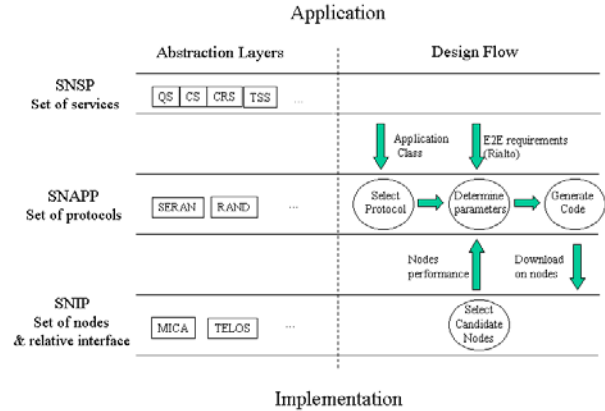 Application
Abstraction Layers
Design Flow
SNSP
Set of services
QS
CS
CRS
TSS
...
Application
Class
E2E requirements
(Rialto)
SNAPP
Set of protocols
SERAN
RAND
...
Select
Protocol
Determine
parameters
Generate
Code
Nodes
performance
Download
on nodes
SNIP
Set of nodes
& relative interface
MICA
TELOS
...
Select
Candidate
Nodes
Implementation